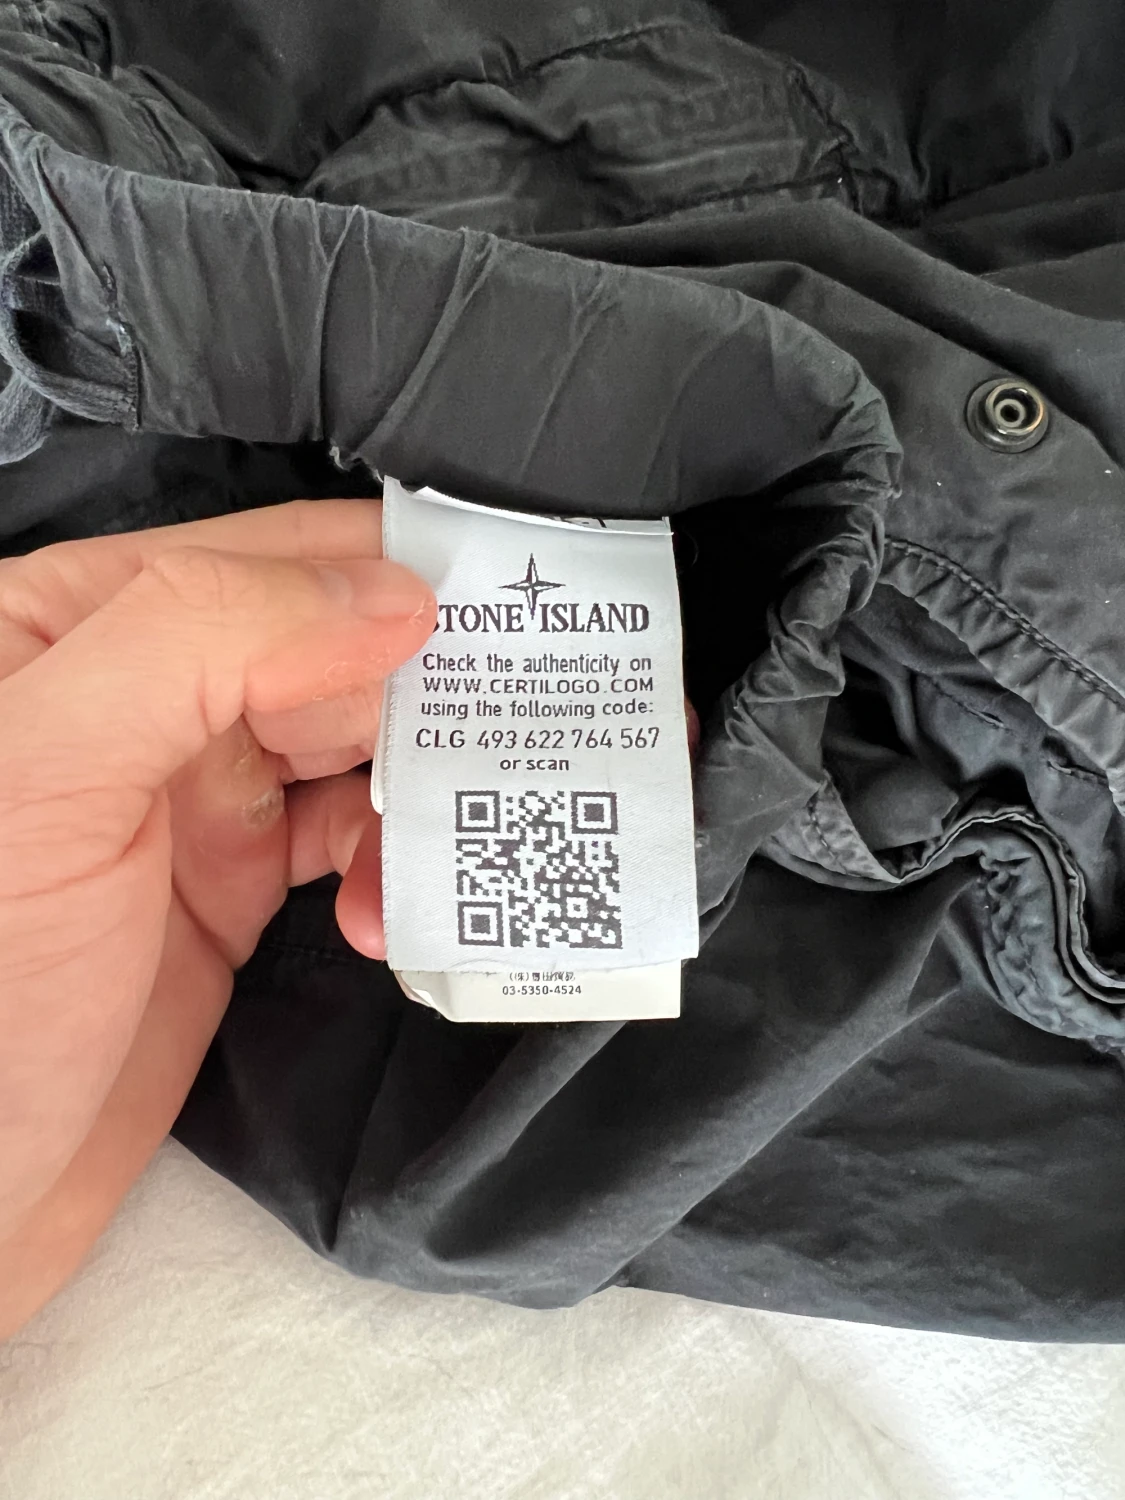 STONE ISLAND
Check the authenticity on
WWW.CERTILOGO.COM
using the following code:
CLG 493 622 764 567
or scan
(株)
03-5350-4524